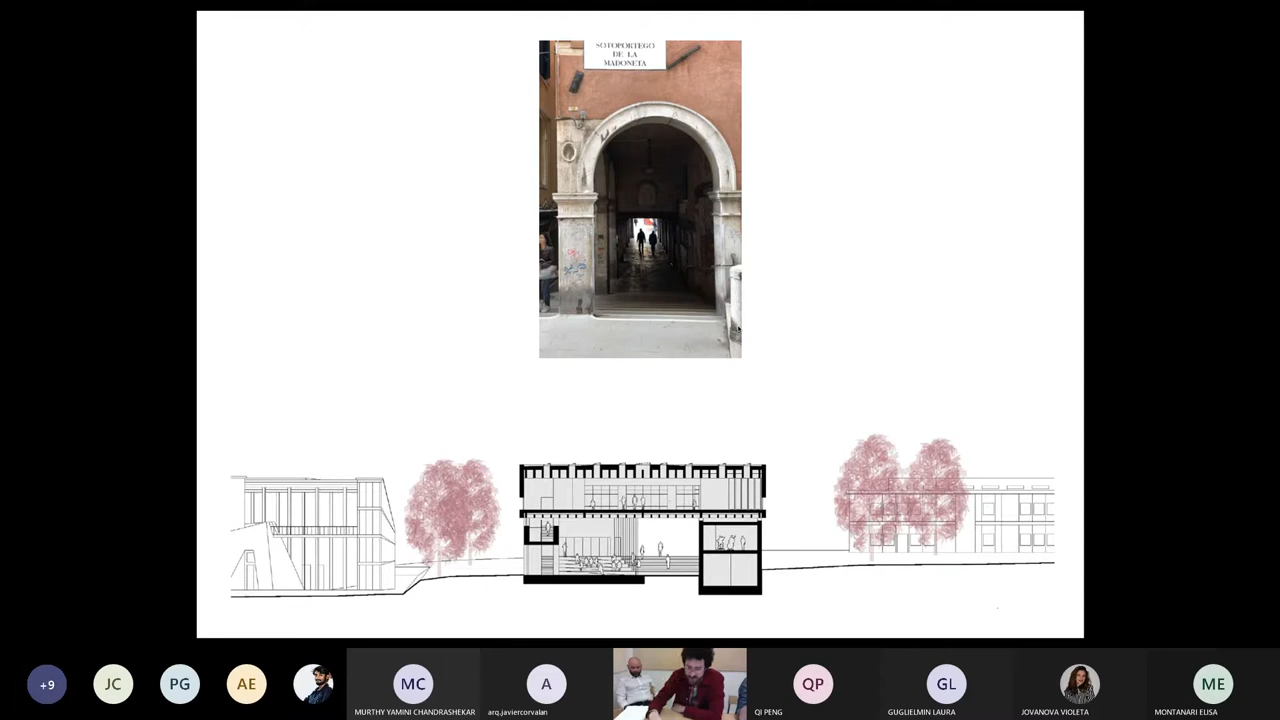 SOTOPORTEGO
DE LA
MADONETA
+9
JC
PG
AE
MC
MURTHY YAMINI CHANDRASHEKAR
A
arq.javiercorvalan
QP
QI PENG
GL
GUGLIELMIN LAURA
JOVANOVA VIOLETA
ME
MONTANARI ELISA